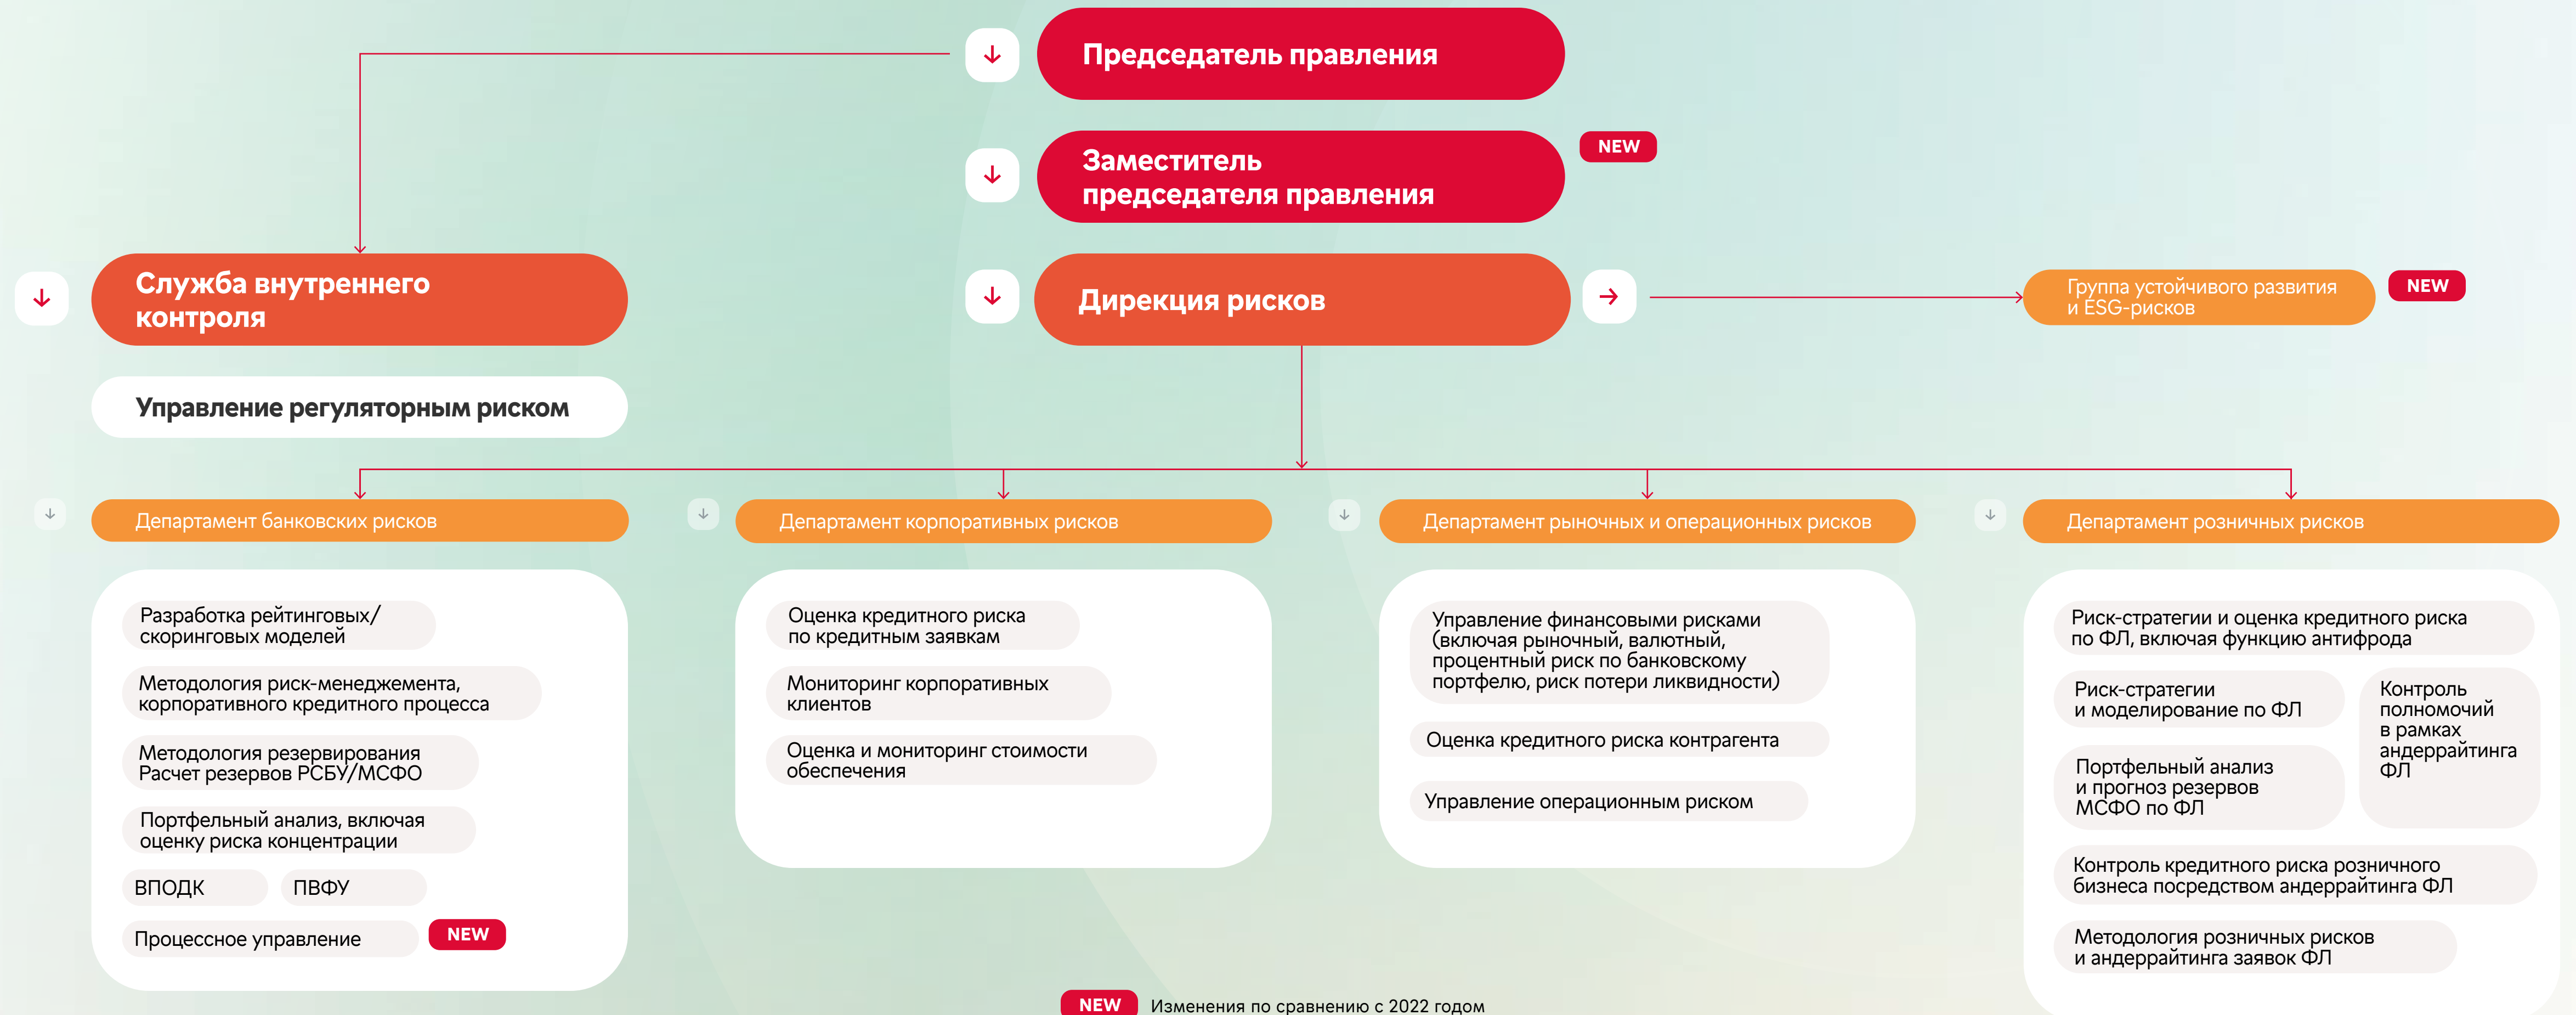 Председатель правления
Заместитель
председателя правления
NEW
Служба внутреннего
контроля
Дирекция рисков
Группа устойчивого развития
и ESG-рисков
NEW
Управление регуляторным риском
Департамент банковских рисков
Департамент корпоративных рисков
Департамент рыночных и операционных рисков
Департамент розничных рисков
Разработка рейтинговых/
скоринговых моделей
Методология риск-менеджемента,
корпоративного кредитного процесса
Методология резервирования
Расчет резервов РСБУ/МСФО
Портфельный анализ, включая
оценку риска концентрации
ВПОДК
ПВФУ
Процессное управление
NEW
Оценка кредитного риска
по кредитным заявкам
Мониторинг корпоративных
клиентов
Оценка и мониторинг стоимости
обеспечения
Управление финансовыми рисками
(включая рыночный, валютный,
процентный риск по банковскому
портфелю, риск потери ликвидности)
Оценка кредитного риска контрагента
Управление операционным риском
Риск-стратегии и оценка кредитного риска
по ФЛ, включая функцию антифрода
Риск-стратегии
и моделирование по ФЛ
Портфельный анализ
и прогноз резервов
МСФО по ФЛ
Контроль
полномочий
в рамках
андеррайтинга
ФЛ
Контроль кредитного риска розничного
бизнеса посредством андеррайтинга ФЛ
Методология розничных рисков
и андеррайтинга заявок ФЛ
NEW
Изменения по сравнению с 2022 годом